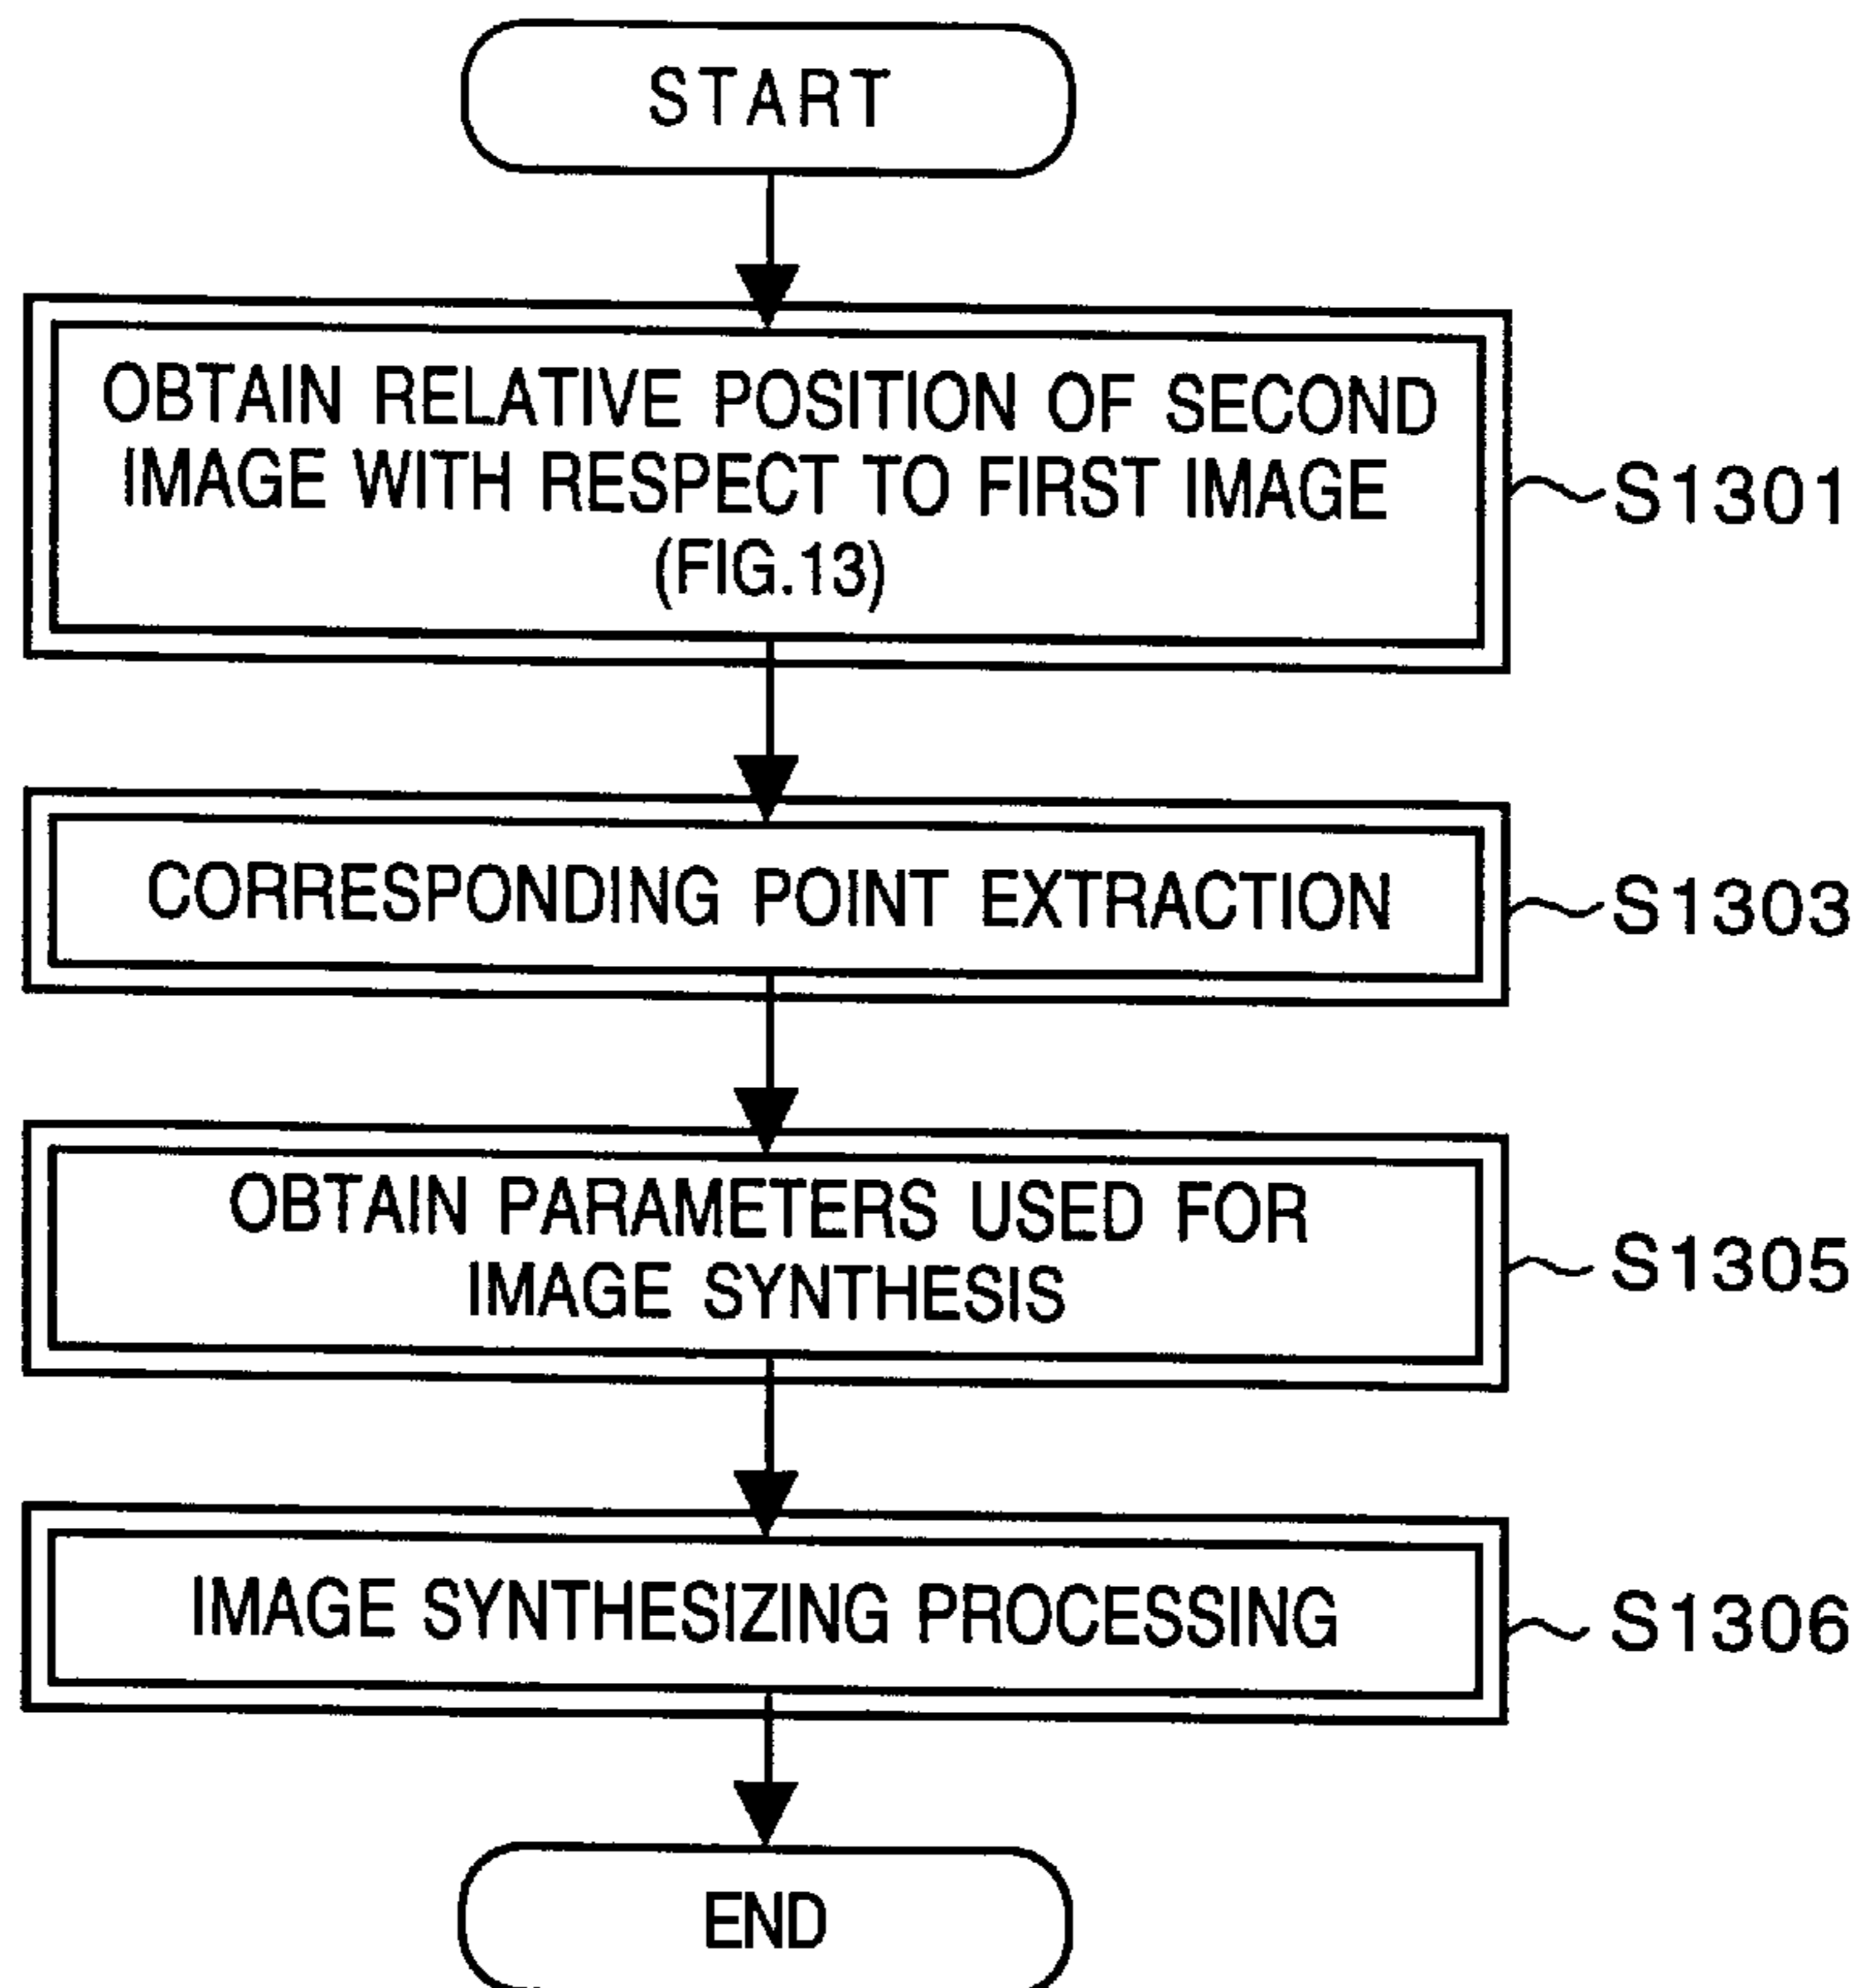 START
OBTAIN RELATIVE POSITION OF SECOND
IMAGE WITH RESPECT TO FIRST IMAGE
(FIG.13)
S1301
CORRESPONDING POINT EXTRACTION
S1303
OBTAIN PARAMETERS USED FOR
IMAGE SYNTHESIS
S1305
IMAGE SYNTHESIZING PROCESSING
S1306
END